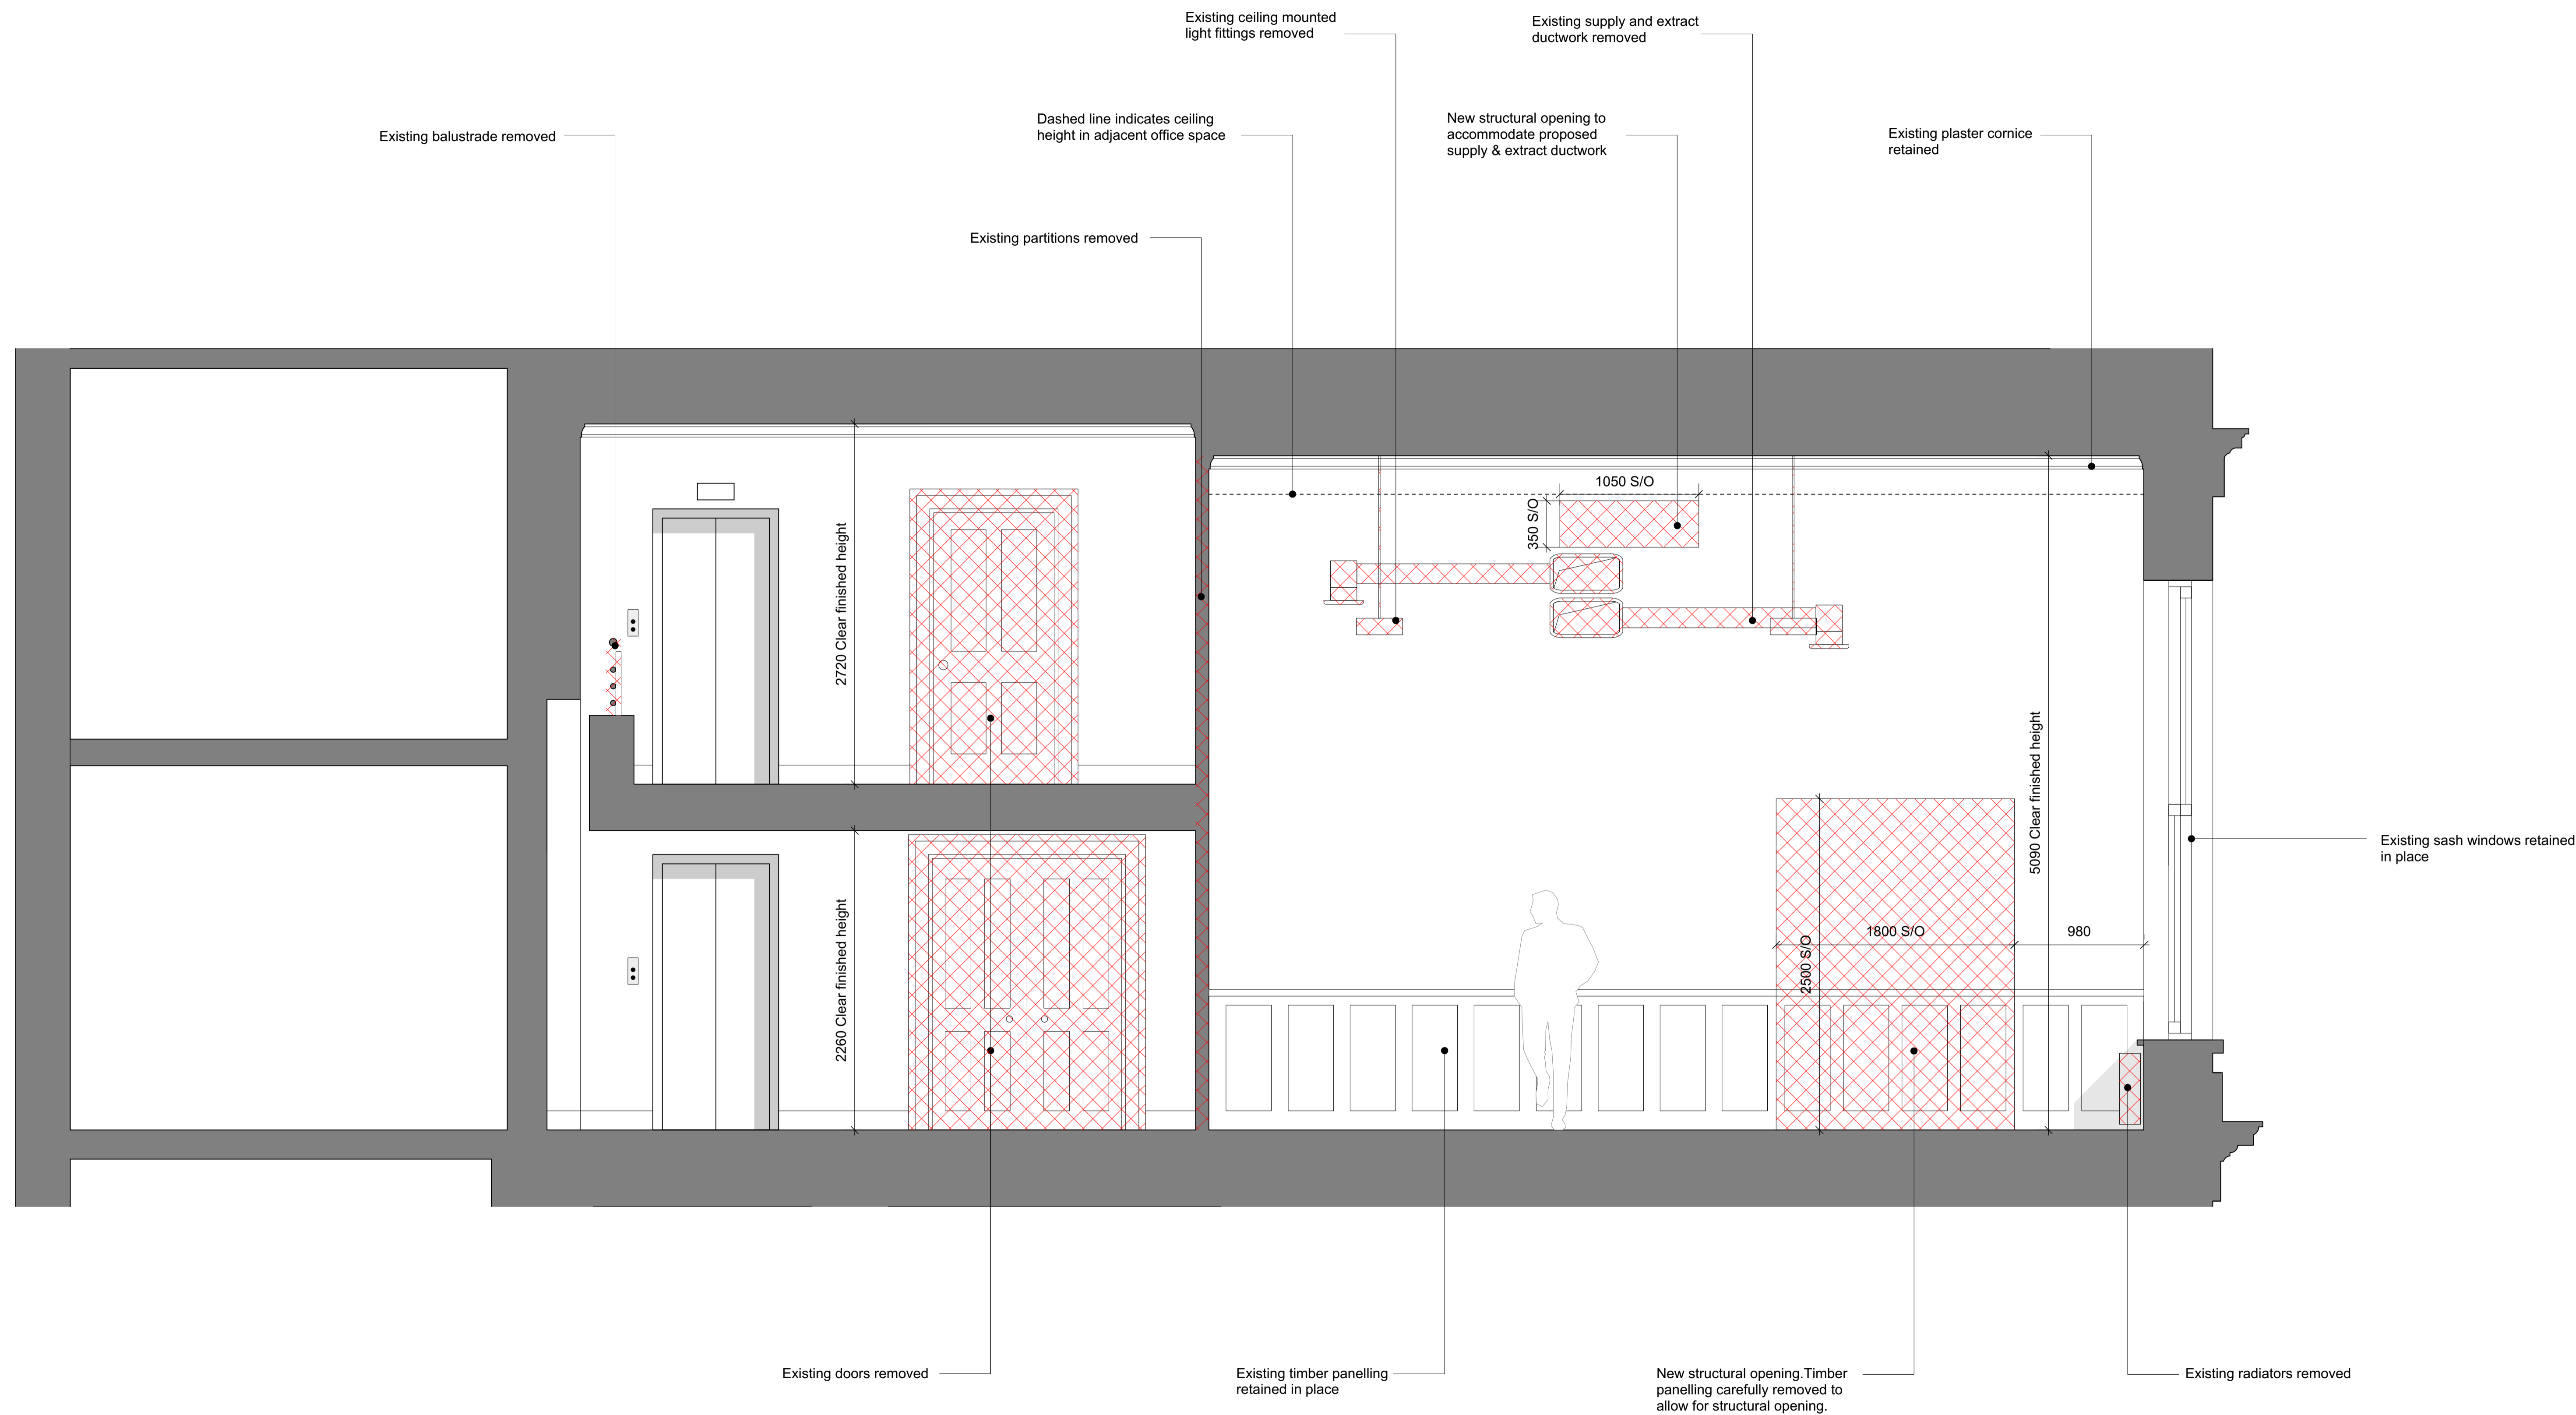 Existing ceiling mounted
light fittings removed
Existing supply and extract
ductwork removed
Existing balustrade removed
Dashed line indicates ceiling
height in adjacent office space
New structural opening to
accommodate proposed
supply & extract ductwork
Existing plaster cornice
retained
Existing partitions removed
1050 S/O
350 S/O
2720 Clear finished height
5090 Clear finished height
Existing sash windows retained
in place
2260 Clear finished height
1800 S/O
980
2500 S/O
Existing doors removed
Existing timber panelling
retained in place
New structural opening.Timber
panelling carefully removed to
allow for structural opening.
Existing radiators removed